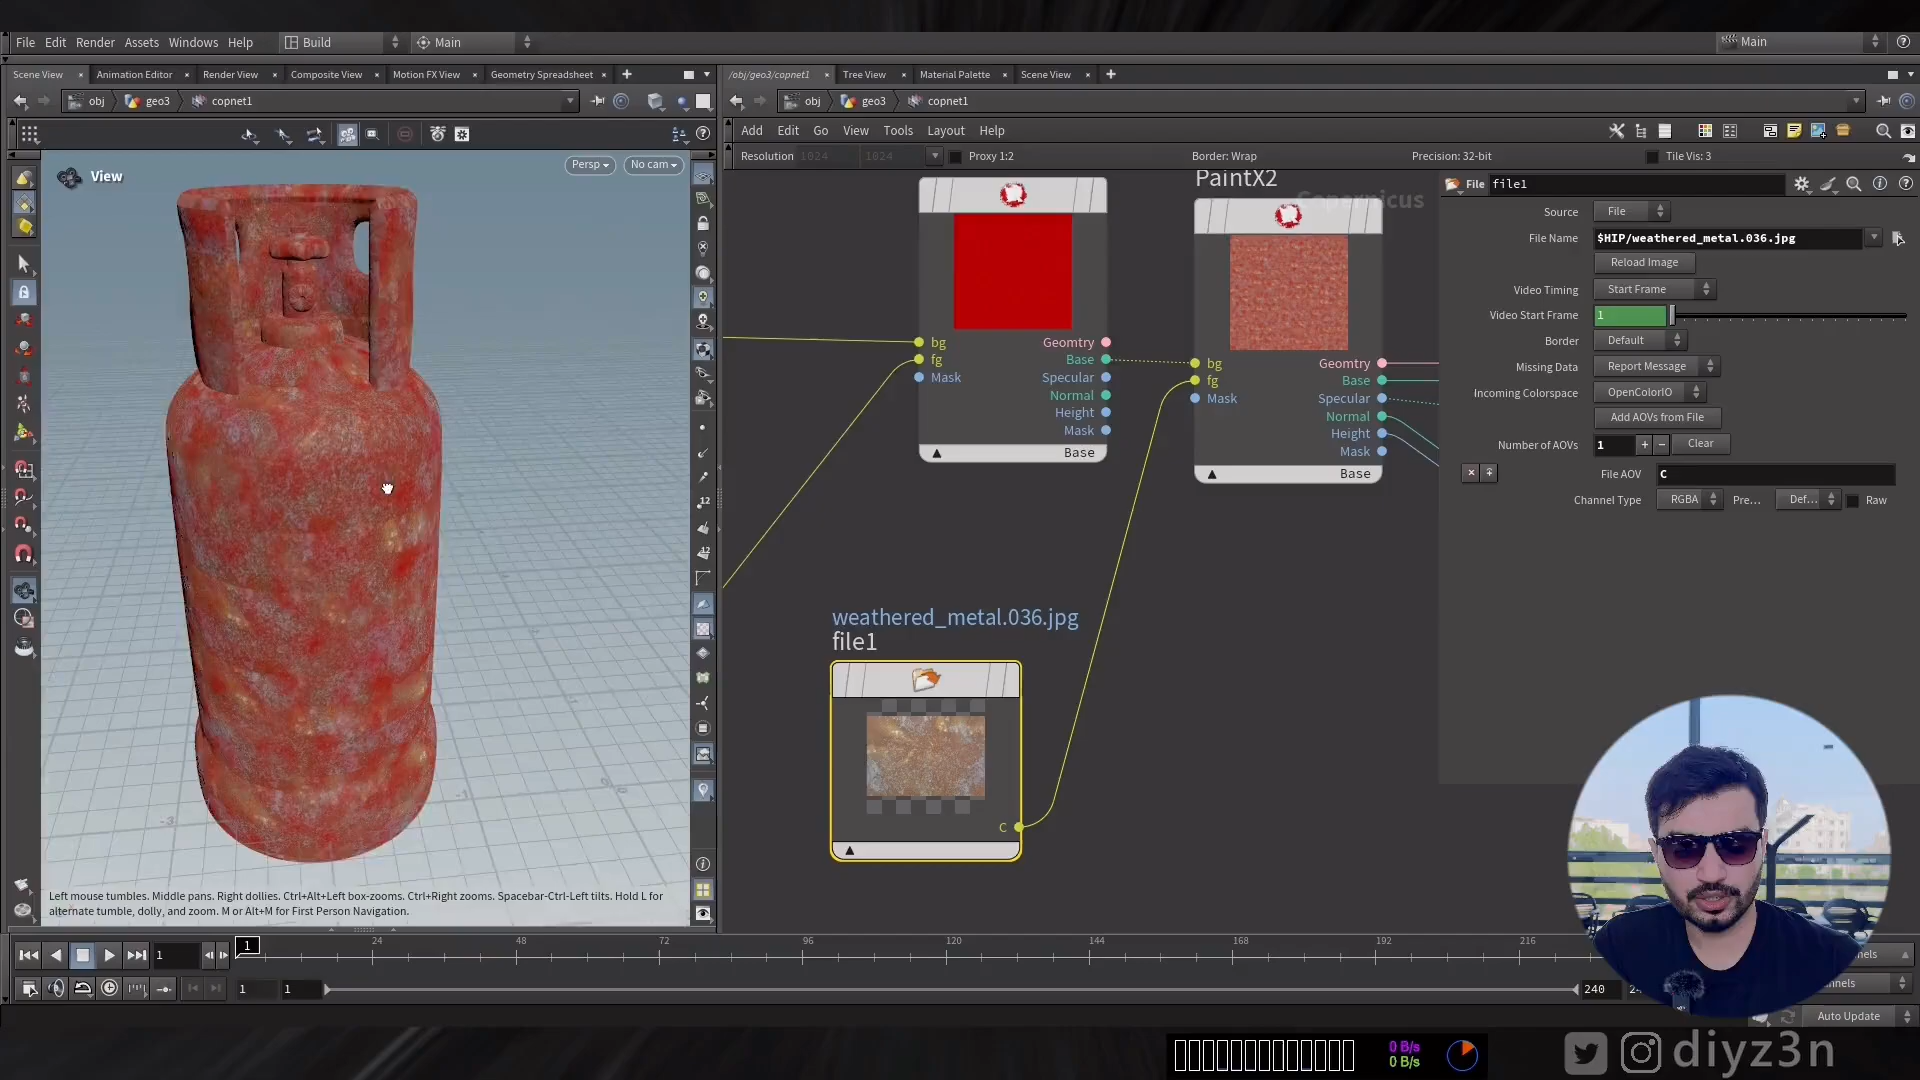 File Edit Render Assets Windows Help Build Main Main
Scene View Animation Editor Render View Composite View Motion FX View Geometry Spreadsheet /obj/geo3/copnet1 Tree View Material Palette Scene View
obj geo3 copnet1 obj geo3 copnet1
Add Edit Go View Tools Layout Help
Resolution 1024 1024 Proxy 1:2 Border: Wrap Precision: 32-bit Tile Vis: 3
View
Persp No cam
PaintX2
Copernicus
bg
fg
Mask
Geomtry
Base
Specular
Normal
Height
Mask
Base
bg
fg
Mask
Geomtry
Base
Specular
Normal
Height
Mask
Base
weathered_metal.036.jpg
file1
C
File file1
Source File
File Name $HIP/weathered_metal.036.jpg
Reload Image
Video Timing Start Frame
Video Start Frame 1
Border Default
Missing Data Report Message
Incoming Colorspace OpenColorIO
Add AOVs from File
Number of AOVs 1 + - Clear
File AOV C
Channel Type RGBA Pre... Def... Raw
12
12
-3
-1
Left mouse tumbles. Middle pans. Right dollies. Ctrl+Alt+Left box-zooms. Ctrl+Right zooms. Spacebar-Ctrl-Left tilts. Hold L for
alternate tumble, dolly, and zoom. M or Alt+M for First Person Navigation.
1 1 24 48 72 96 120 144 168 192 216
1 1 240
Auto Update
0 B/s
0 B/s
diyz3n